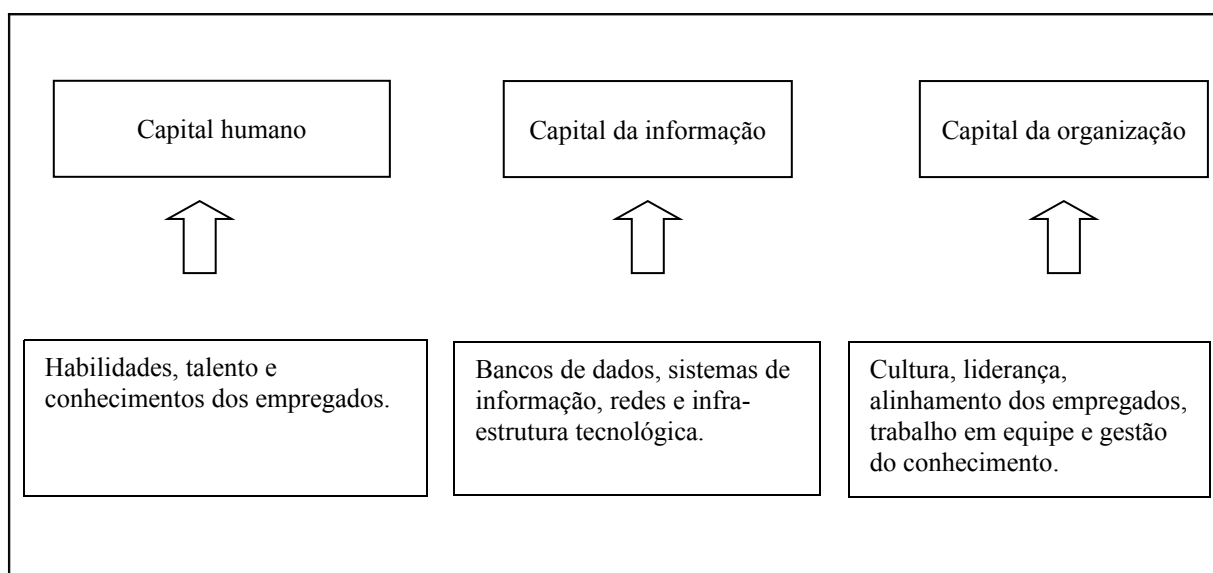 Capital humano
Capital da informação
Capital da organização
Habilidades, talento e
conhecimentos dos empregados.
Bancos de dados, sistemas de
informação, redes e infra-
estrutura tecnológica.
Cultura, liderança,
alinhamento dos empregados,
trabalho em equipe e gestão
do conhecimento.